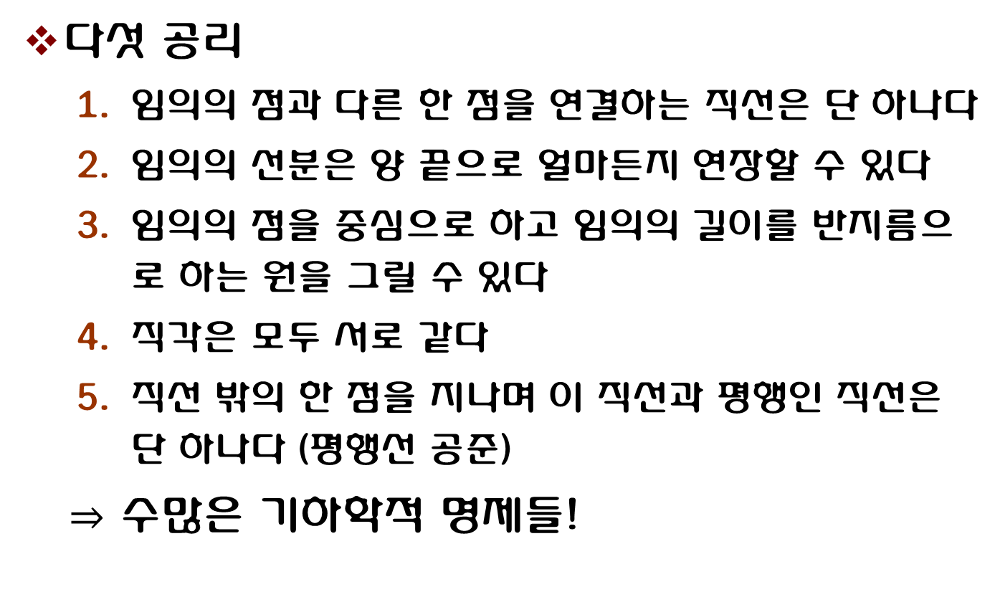 ❖다섯 공리
1. 임의의 점과 다른 한 점을 연결하는 직선은 단 하나다
2. 임의의 선분은 양 끝으로 얼마든지 연장할 수 있다
3. 임의의 점을 중심으로 하고 임의의 길이를 반지름으
로 하는 원을 그릴 수 있다
4. 직각은 모두 서로 같다
5. 직선 밖의 한 점을 지나며 이 직선과 평행인 직선은
단 하나다 (평행선 공준)
⇒ 수많은 기하학적 명제들!